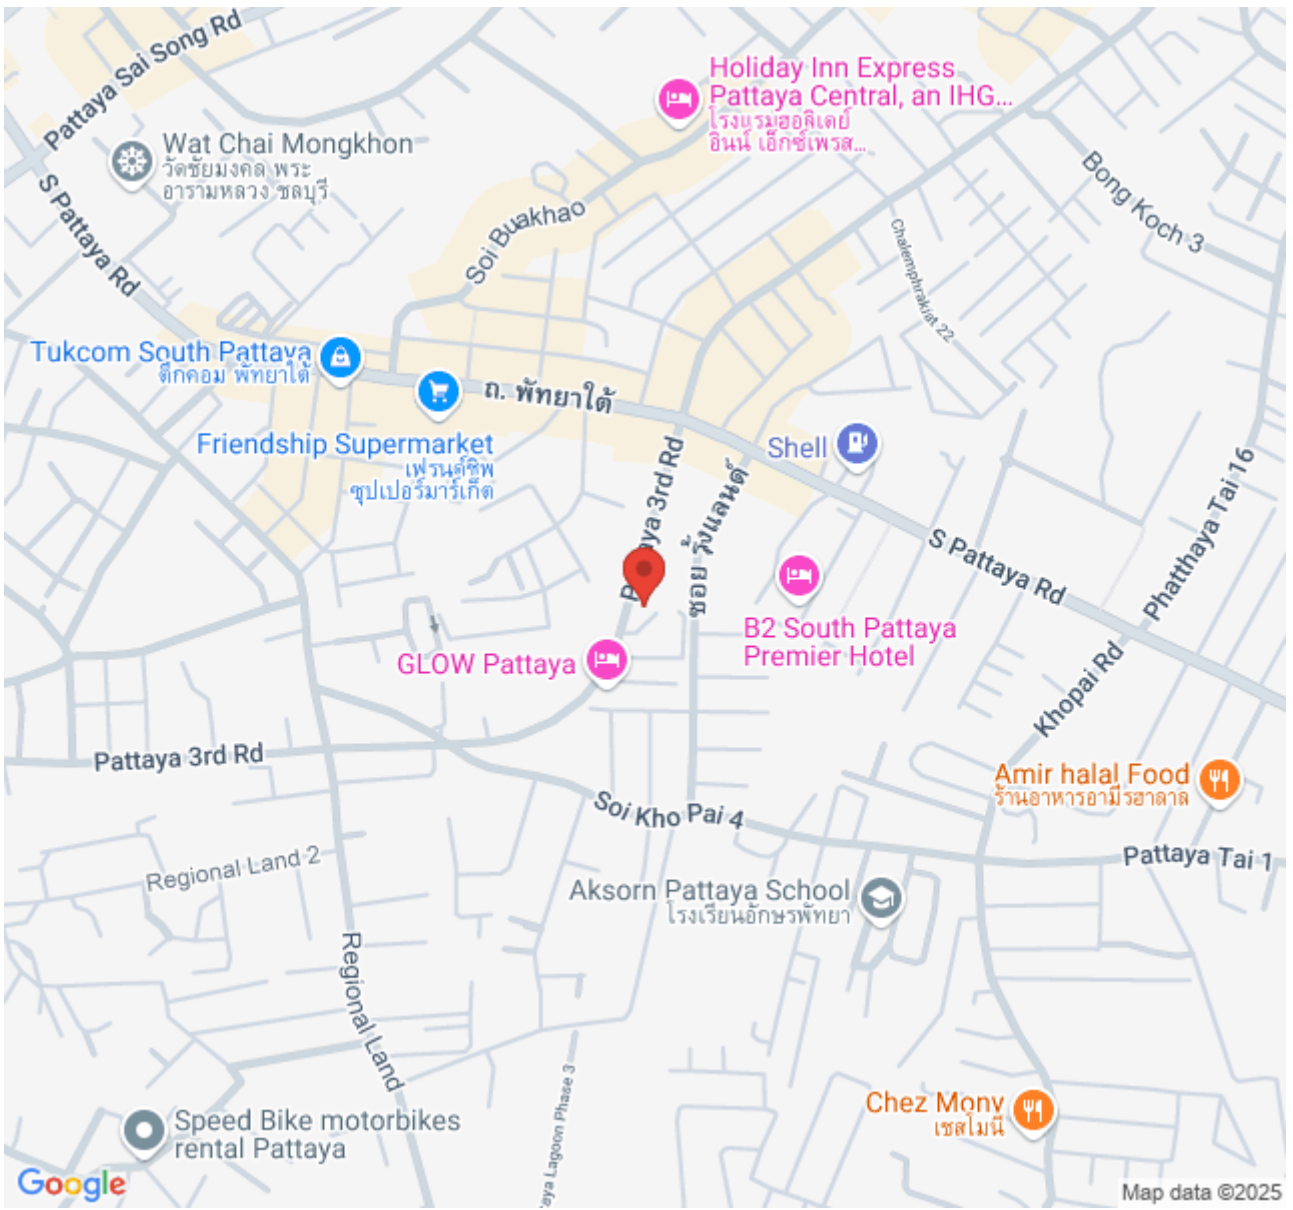 Pattaya Sai Song Rd
Holiday Inn Express
Pattaya Central, an IHG...
โรงแรมฮอลิเดย์
อินน์ เอ็กซ์เพรส...
Wat Chai Mongkhon
วัดชัยมงคล พระ
อารามหลวง ชลบุรี
Bong Koch 3
S Pattaya Rd
Soi Buakhao
Chalermphrakiat 22
Tukcom South Pattaya
ตึกคอม พัทยาใต้
ถ. พัทยาใต้
Friendship Supermarket
เฟรนด์ชิพ
ซุปเปอร์มาร์เก็ต
Shell
aya 3rd Rd
ซอย รุ้งแลนด์
S Pattaya Rd
Phatthaya Tai 16
B2 South Pattaya
Premier Hotel
GLOW Pattaya
Khopai Rd
Pattaya 3rd Rd
Amir halal Food
ร้านอาหารอามีรฮาลาล
Soi Kho Pai 4
Pattaya Tai 1
Regional Land 2
Aksorn Pattaya School
โรงเรียนอักษรพัทยา
Regional Land
aya Lagoon Phase 3
Chez Mony
เชสโมนี
Speed Bike motorbikes
rental Pattaya
Google
Map data ©2025